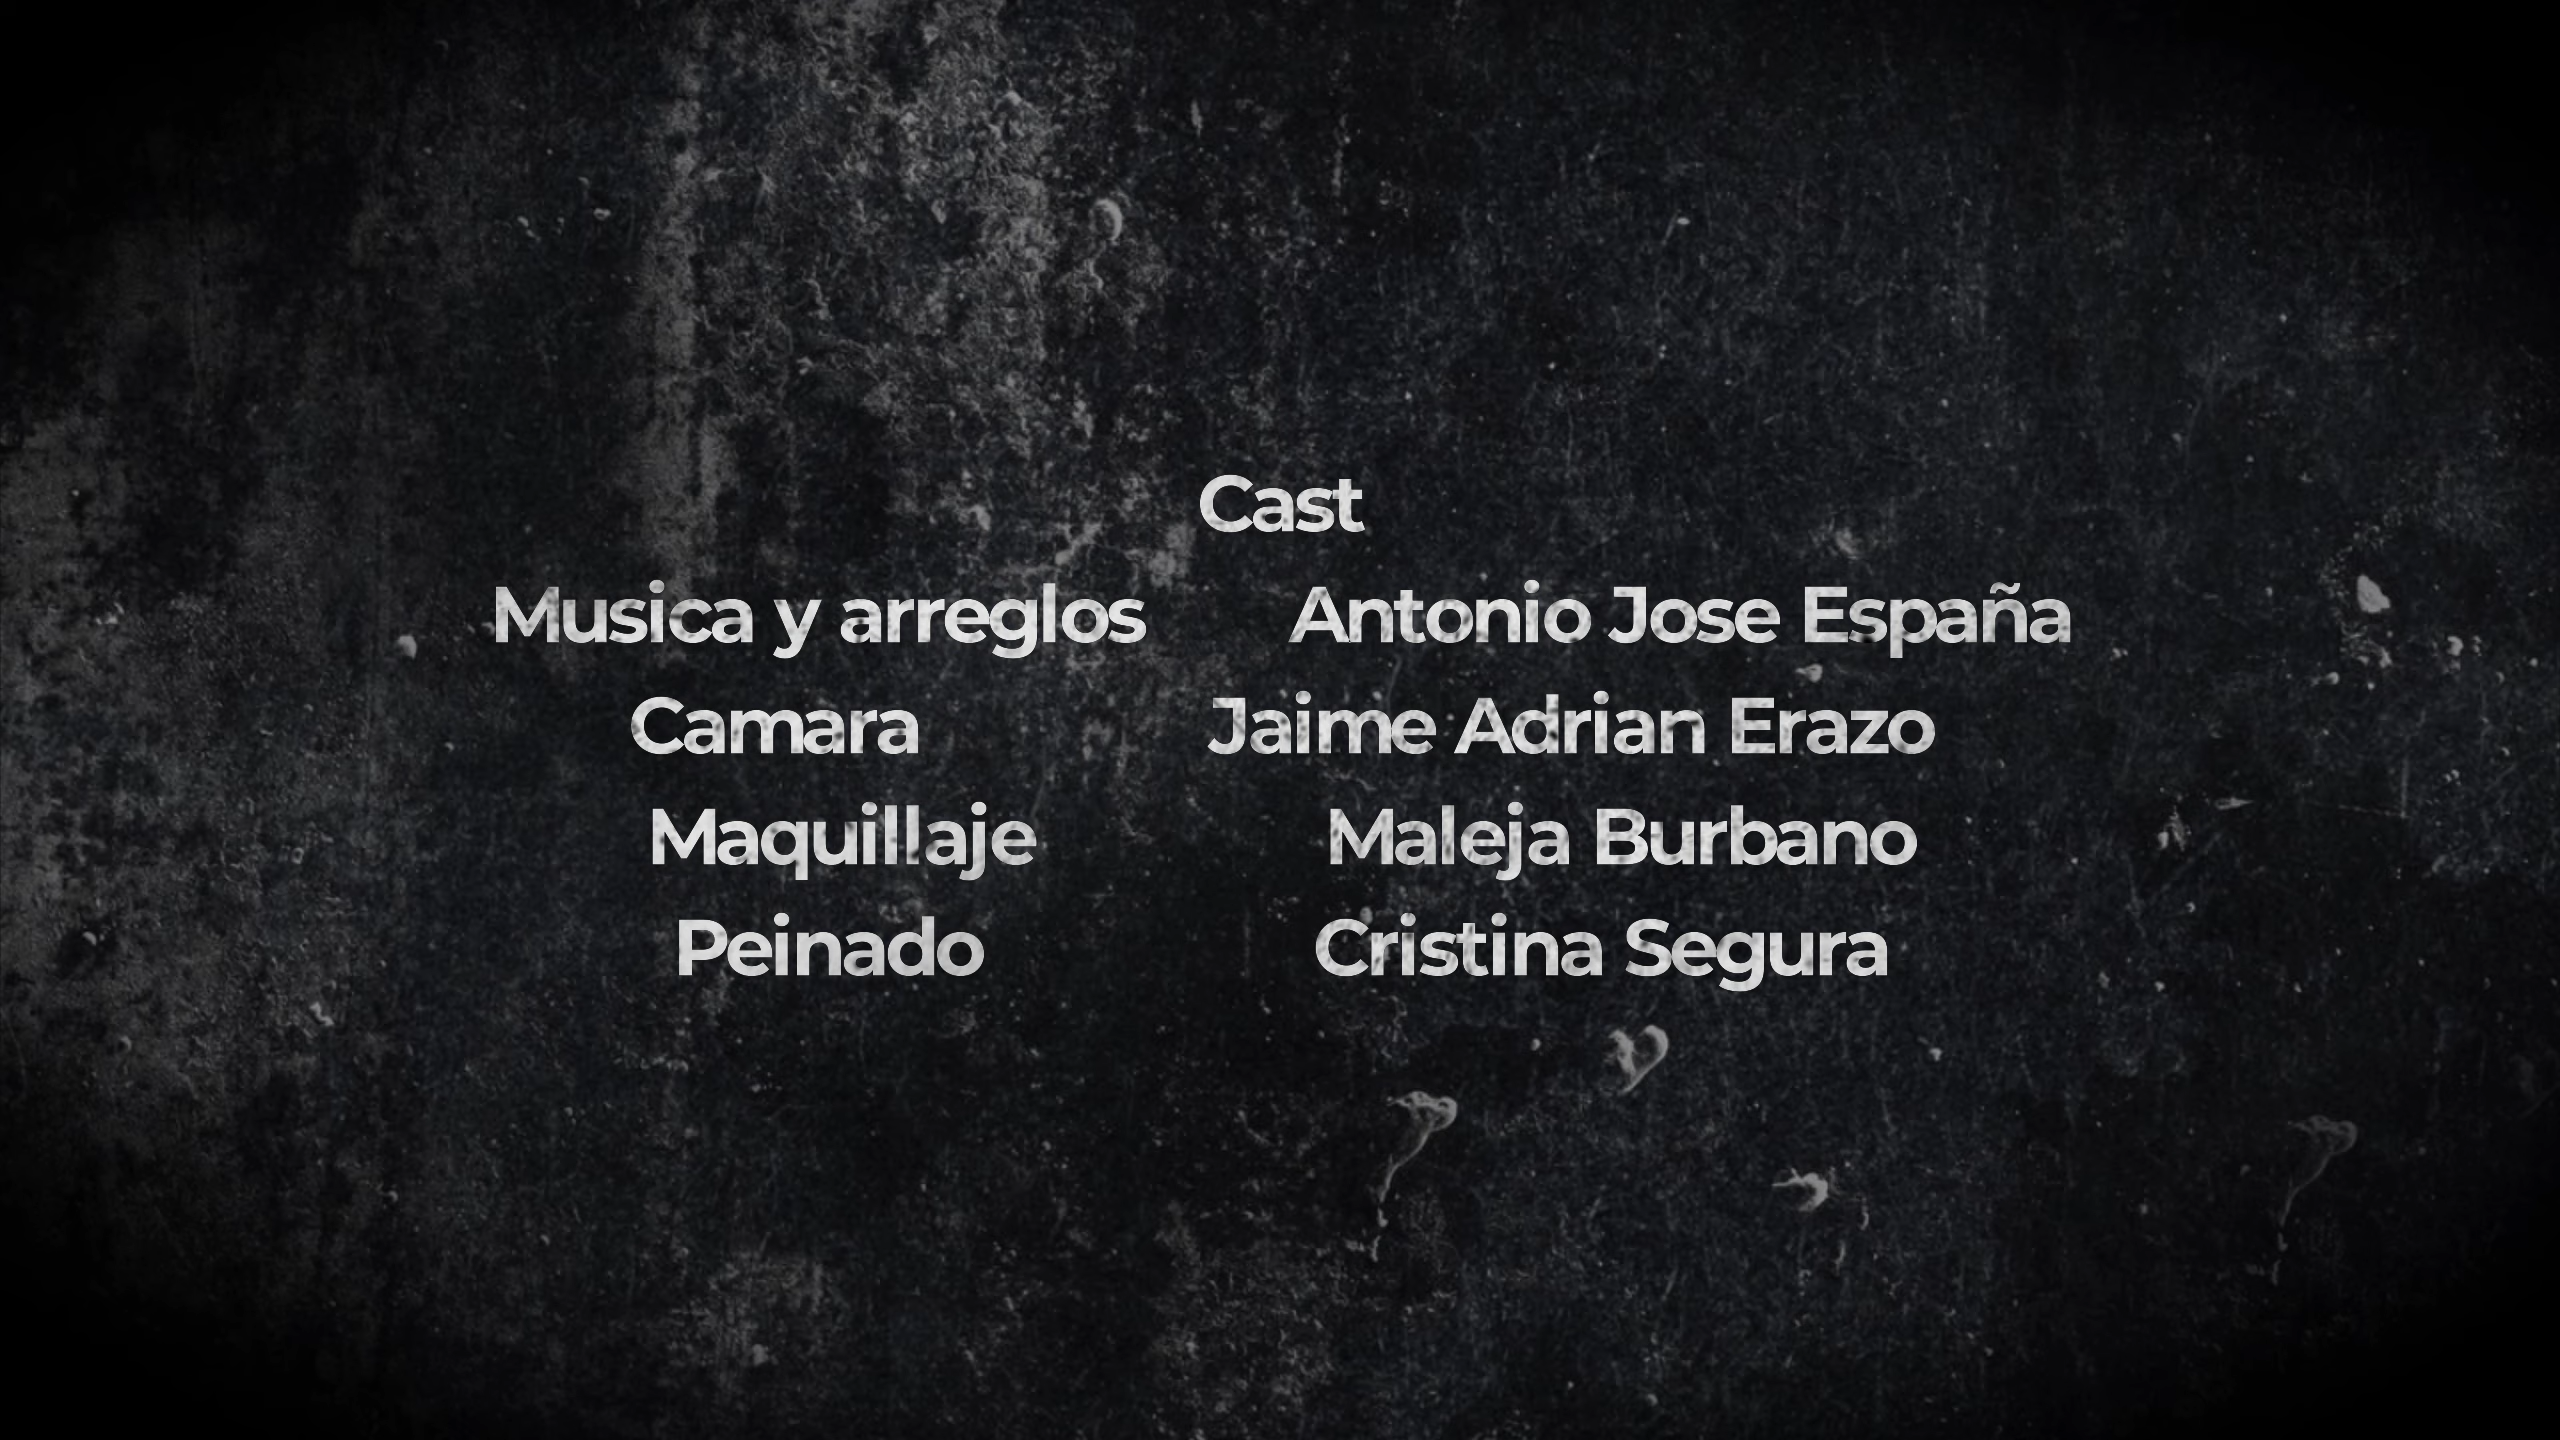 Cast
Musica y arreglos Antonio Jose España
Camara Jaime Adrian Erazo
Maquillaje Maleja Burbano
Peinado Cristina Segura